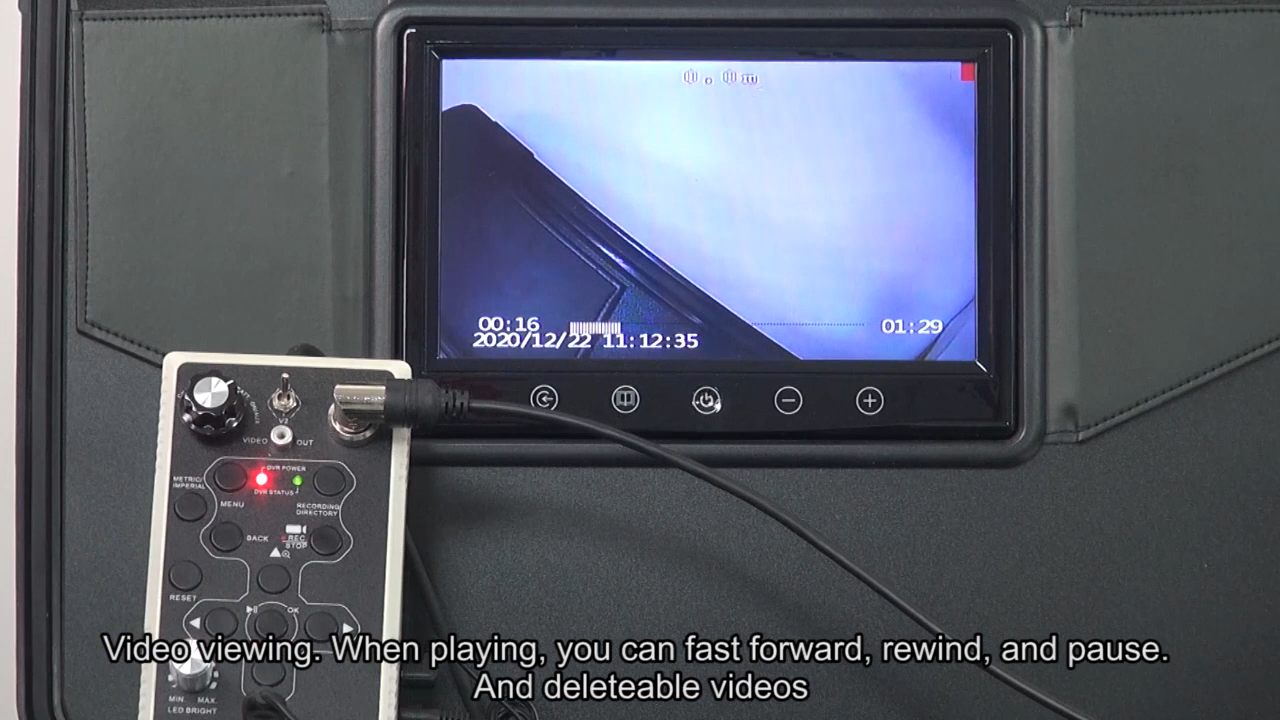 00:16
01:29
2020/12/22 11:12:35
V2
VIDEO OUT
DVR POWER
METRIC/
IMPERIAL
DVR STATUS
MENU
RECORDING
DIRECTORY
BACK
REC
STOP
RESET
OK
Video viewing. When playing, you can fast forward, rewind, and pause.
And deleteable videos
MIN. MAX.
LED BRIGHT